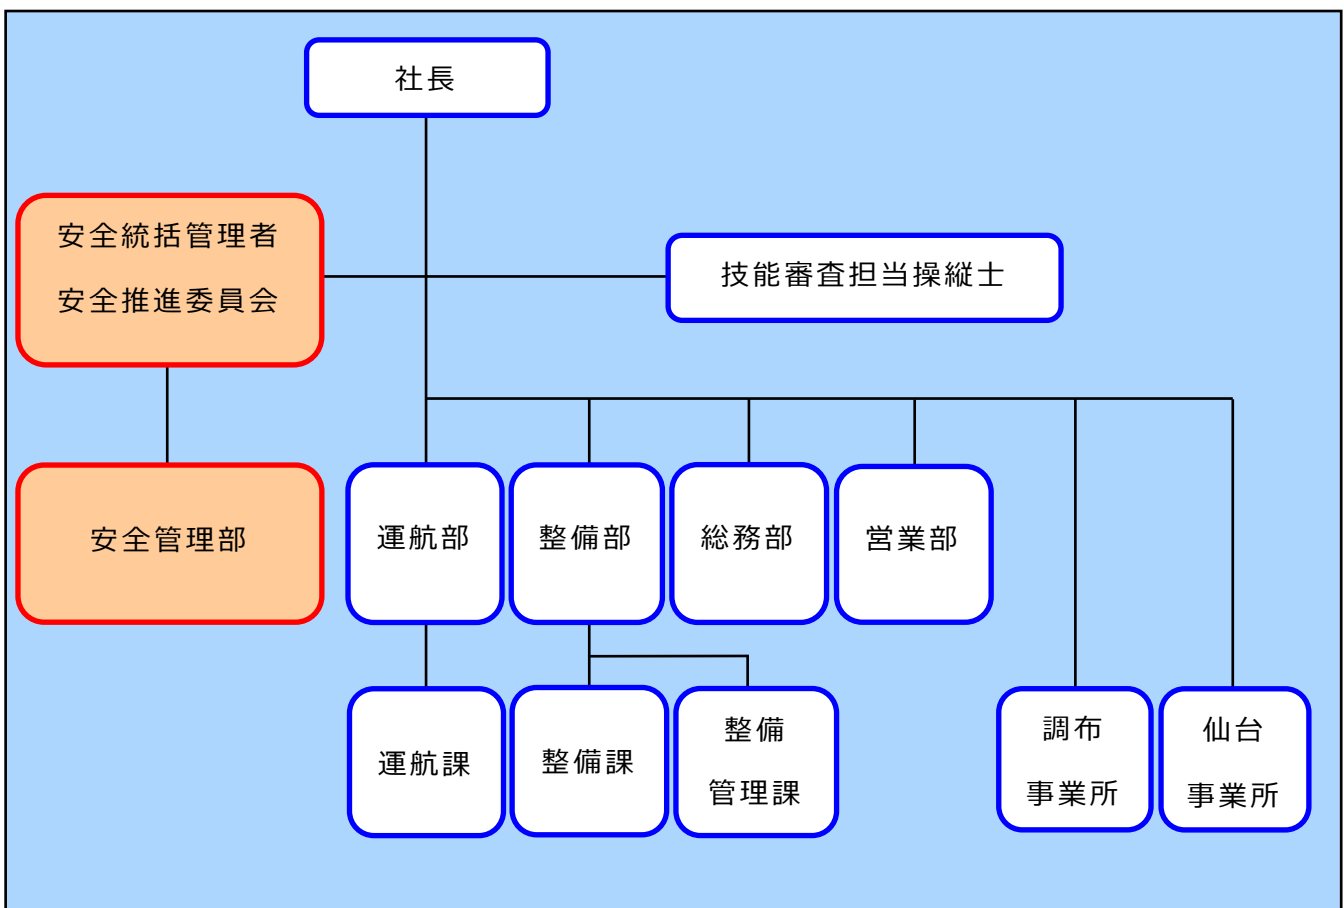 社長
安全統括管理者
安全推進委員会
技能審査担当操縦士
安全管理部
運航部
整備部
総務部
営業部
運航課
整備課
整備
管理課
調布
事業所
仙台
事業所